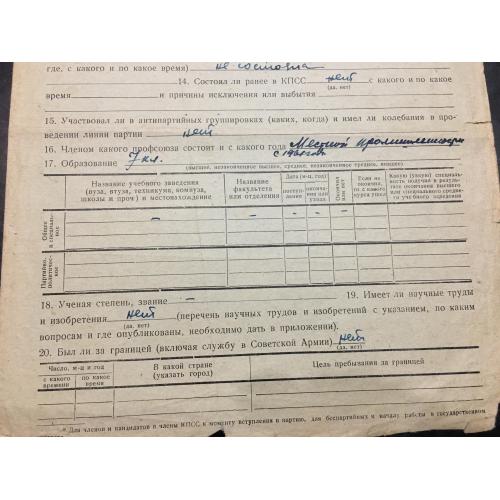 где, с какого и по какое время) не состояла
14. Состоял ли ранее в КПСС нет с какого и по какое
(да, нет)
время и причины исключения или выбытия
15. Участвовал ли в антипартийных группировках (каких, когда) и имел ли колебания в про-
ведении линии партии нет
16. Членом какого профсоюза состоит и с какого года Местной промышленности
17. Образование 7 кл.
(высшее, незаконченное высшее, среднее, незаконченное среднее, низшее)
Название учебного заведения (вуза, втуза, техникума, комвуза, школы и проч) и местонахождение
Название факультета или отделения
Дата (м-ц, год)
поступления
окончания или ухода
Окончил или нет
Если не окончил, то с какого курса ушел
Какую (узкую) специальность получил в результате окончания высшего или специального среднего учебного заведения
Общее и специальное
– – – – –
Партийно-политическое
18. Ученая степень, звание – 19. Имеет ли научные труды
и изобретения нет (перечень научных трудов и изобретений с указанием, по каким
(да, нет)
вопросам и где опубликованы, необходимо дать в приложении).
20. Был ли за границей (включая службу в Советской Армии) нет
(да, нет)
Число, м-ц и год
с какого времени
по какое время
В какой стране (указать город)
Цель пребывания за границей
* Для членов и кандидатов в члены КПСС к моменту вступления в партию, для беспартийных к началу работы в государственном